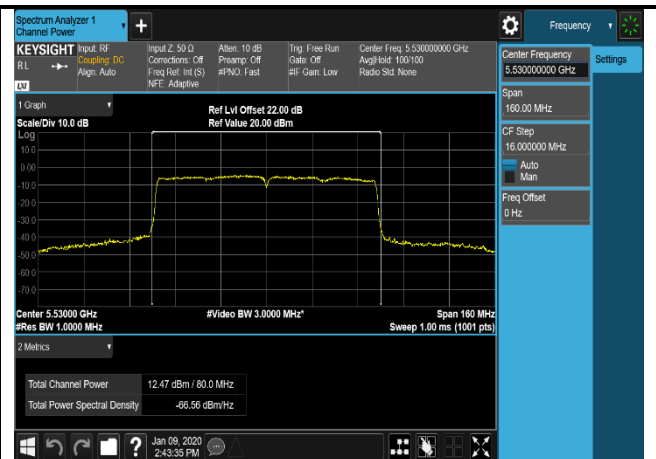 Spectrum Analyzer 1
Channel Power
Frequency
KEYSIGHT
RL
Input: RF
Coupling: DC
Align: Auto
Input Z: 50 Ω
Corrections: Off
Freq Ref: Int (S)
NFE: Adaptive
Atten: 10 dB
Preamp: Off
#PNO: Fast
Trig: Free Run
Gate: Off
#IF Gain: Low
Center Freq: 5.530000000 GHz
Avg|Hold: 100/100
Radio Std: None
LXI
1 Graph
Scale/Div 10.0 dB
Ref Lvl Offset 22.00 dB
Ref Value 20.00 dBm
Log
10.0
0.00
-10.0
-20.0
-30.0
-40.0
-50.0
-60.0
-70.0
Center 5.53000 GHz
#Res BW 1.0000 MHz
#Video BW 3.0000 MHz*
Span 160 MHz
Sweep 1.00 ms (1001 pts)
2 Metrics
Total Channel Power 12.47 dBm / 80.0 MHz
Total Power Spectral Density -66.56 dBm/Hz
Jan 09, 2020
2:43:35 PM
Center Frequency
5.530000000 GHz
Settings
Span
160.00 MHz
CF Step
16.000000 MHz
Auto
Man
Freq Offset
0 Hz